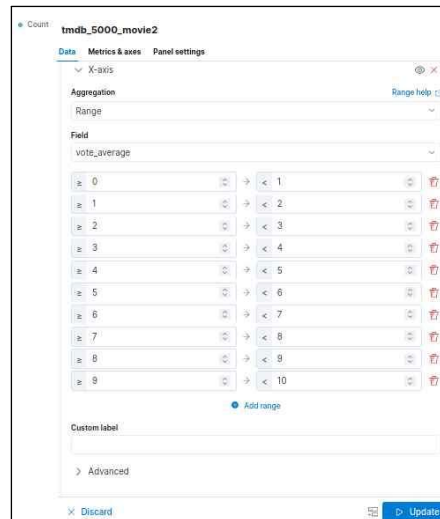 Count
tmdb_5000_movie2
Data Metrics & axes Panel settings
X-axis
Aggregation Range help
Range
Field
vote_average
≥ 0 → < 1
≥ 1 → < 2
≥ 2 → < 3
≥ 3 → < 4
≥ 4 → < 5
≥ 5 → < 6
≥ 6 → < 7
≥ 7 → < 8
≥ 8 → < 9
≥ 9 → < 10
Add range
Custom label
Advanced
Discard Update